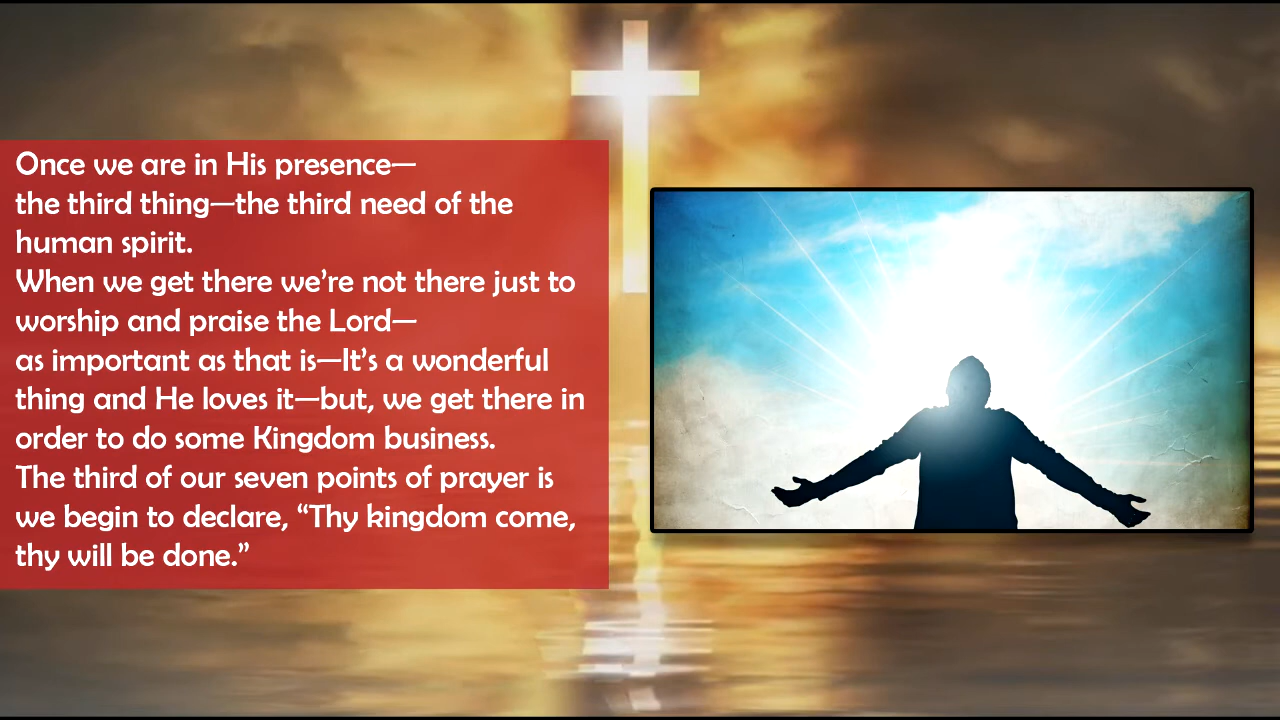 Once we are in His presence—
the third thing—the third need of the
human spirit.
When we get there we’re not there just to
worship and praise the Lord—
as important as that is—It’s a wonderful
thing and He loves it—but, we get there in
order to do some Kingdom business.
The third of our seven points of prayer is
we begin to declare, “Thy kingdom come,
thy will be done.”